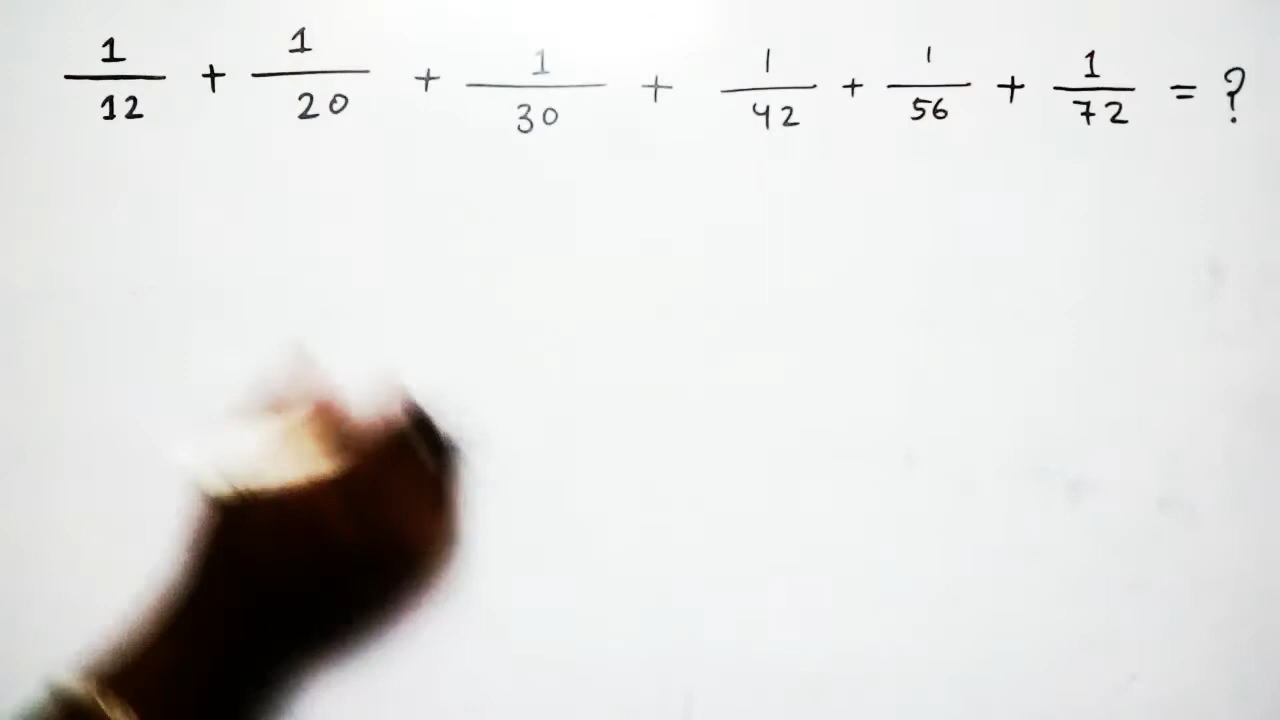 1/12 + 1/20 + 1/30 + 1/42 + 1/56 + 1/72 = ?